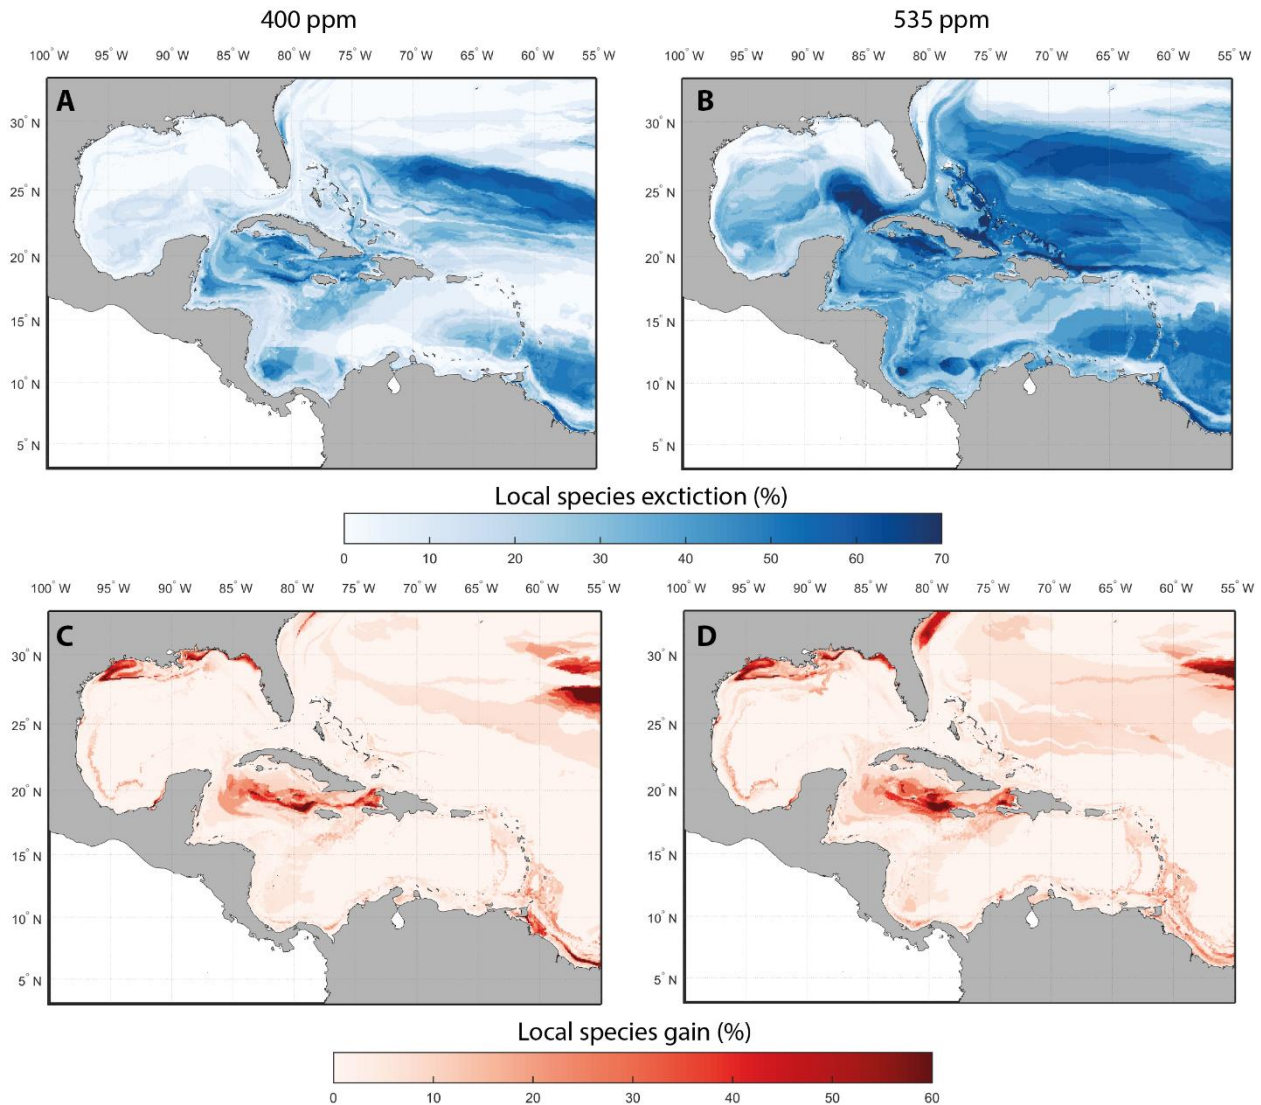 400 ppm 535 ppm
100° W 95° W 90° W 85° W 80° W 75° W 70° W 65° W 60° W 55° W 100° W 95° W 90° W 85° W 80° W 75° W 70° W 65° W 60° W 55° W
A B
30° N 30° N
25° N 25° N
20° N 20° N
15° N 15° N
10° N 10° N
5° N 5° N
Local species exctiction (%)
0 10 20 30 40 50 60 70
100° W 95° W 90° W 85° W 80° W 75° W 70° W 65° W 60° W 55° W 100° W 95° W 90° W 85° W 80° W 75° W 70° W 65° W 60° W 55° W
C D
30° N 30° N
25° N 25° N
20° N 20° N
15° N 15° N
10° N 10° N
5° N 5° N
Local species gain (%)
0 10 20 30 40 50 60